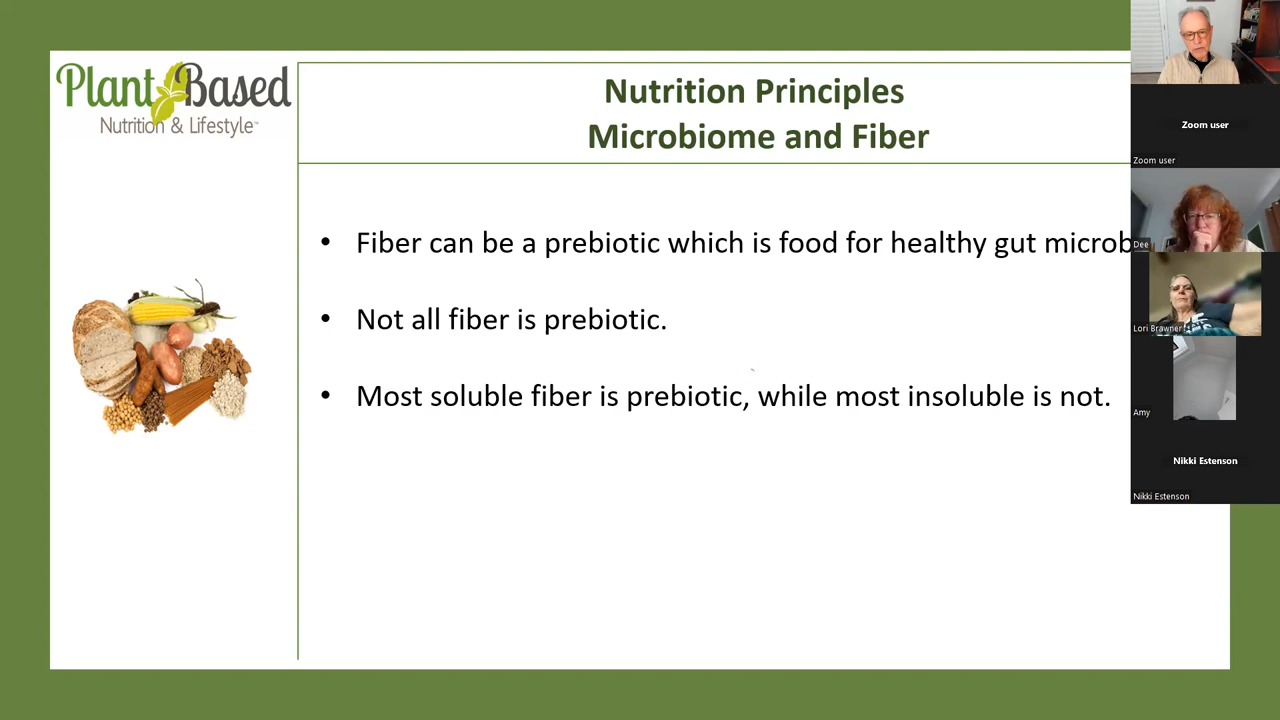 Plant Based
Nutrition & Lifestyle™
Nutrition Principles
Microbiome and Fiber
• Fiber can be a prebiotic which is food for healthy gut microb
• Not all fiber is prebiotic.
• Most soluble fiber is prebiotic, while most insoluble is not.
Zoom user
Zoom user
Dee
Lori Brawner
Amy
Nikki Estenson
Nikki Estenson